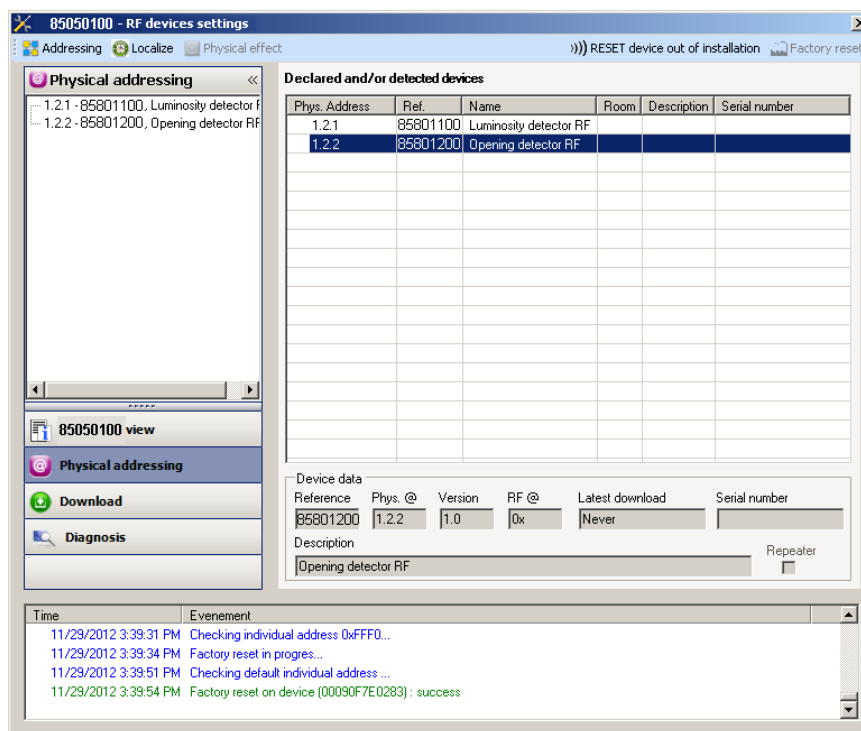 85050100 - RF devices settings
Addressing Localize Physical effect ))) RESET device out of installation Factory reset
Physical addressing «
1.2.1 - 85801100, Luminosity detector
1.2.2 - 85801200, Opening detector RF
85050100 view
Physical addressing
Download
Diagnosis
Declared and/or detected devices
Phys. Address Ref. Name Room Description Serial number
1.2.1 85801100 Luminosity detector RF
1.2.2 85801200 Opening detector RF
Device data
Reference Phys. @ Version RF @ Latest download Serial number
85801200 1.2.2 1.0 0x Never
Description
Opening detector RF
Repeater
Time Evenement
11/29/2012 3:39:31 PM Checking individual address 0xFFF0...
11/29/2012 3:39:34 PM Factory reset in progres...
11/29/2012 3:39:51 PM Checking default individual address ...
11/29/2012 3:39:54 PM Factory reset on device (00090F7E0283) : success